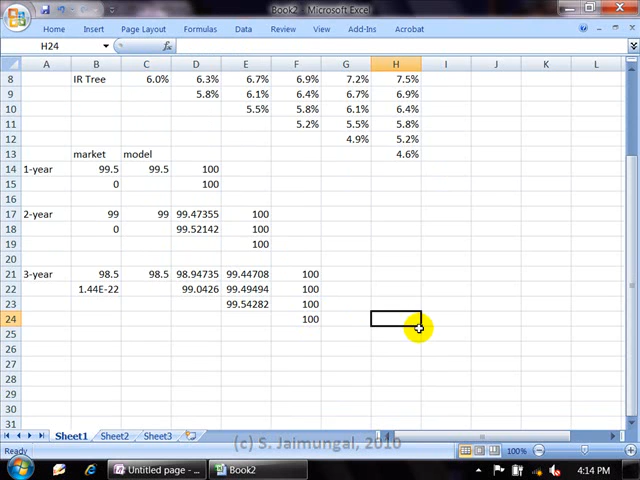 Book2 - Microsoft Excel
Home Insert Page Layout Formulas Data Review View Add-Ins Acrobat
H24 fx
A B C D E F G H I J K L
8 IR Tree 6.0% 6.3% 6.7% 6.9% 7.2% 7.5%
9 5.8% 6.1% 6.4% 6.7% 6.9%
10 5.5% 5.8% 6.1% 6.4%
11 5.2% 5.5% 5.8%
12 4.9% 5.2%
13 market model 4.6%
14 1-year 99.5 99.5 100
15 0 100
16
17 2-year 99 99 99.47355 100
18 0 99.52142 100
19 100
20
21 3-year 98.5 98.5 98.94735 99.44708 100
22 1.44E-22 99.0426 99.49494 100
23 99.54282 100
24 100
25
26
27
28
29
30
31
Sheet1 Sheet2 Sheet3
(c) S. Jaimungal, 2010
Ready 100%
Untitled page - ... Book2 4:14 PM